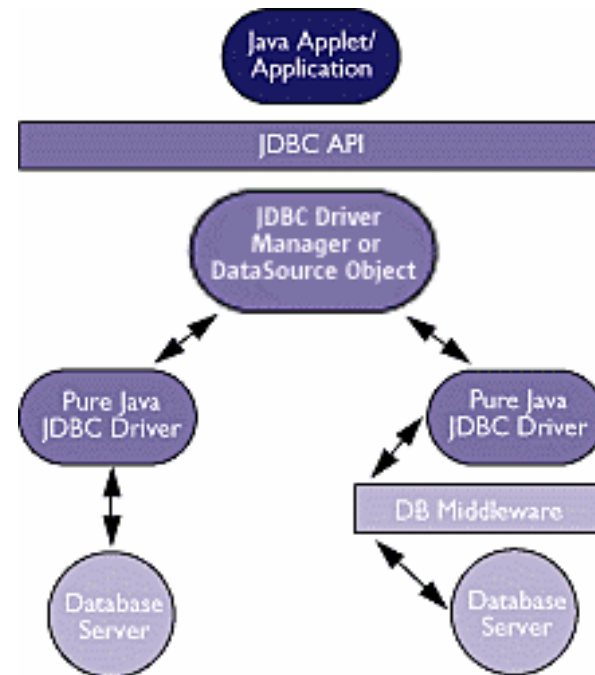 Java Applet/
Application
JDBC API
JDBC Driver
Manager or
DataSource Object
Pure Java
JDBC Driver
Pure Java
JDBC Driver
DB Middleware
Database
Server
Database
Server